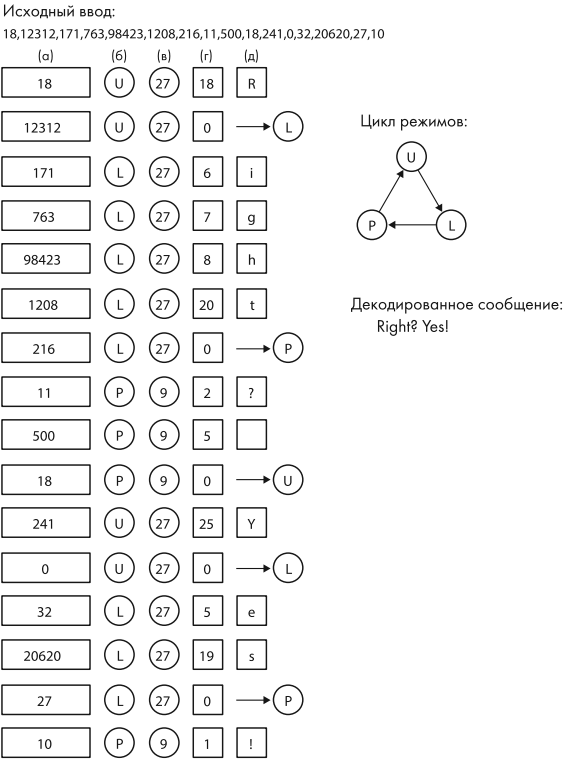 Исходный ввод:
18,12312,171,763,98423,1208,216,11,500,18,241,0,32,20620,27,10
(а) (б) (в) (г) (д)
18 U 27 18 R
12312 U 27 0 L
171 L 27 6 i
763 L 27 7 g
98423 L 27 8 h
1208 L 27 20 t
216 L 27 0 P
11 P 9 2 ?
500 P 9 5
18 P 9 0 U
241 U 27 25 Y
0 U 27 0 L
32 L 27 5 e
20620 L 27 19 s
27 L 27 0 P
10 P 9 1 !
Цикл режимов:
U
P L
Декодированное сообщение:
Right? Yes!